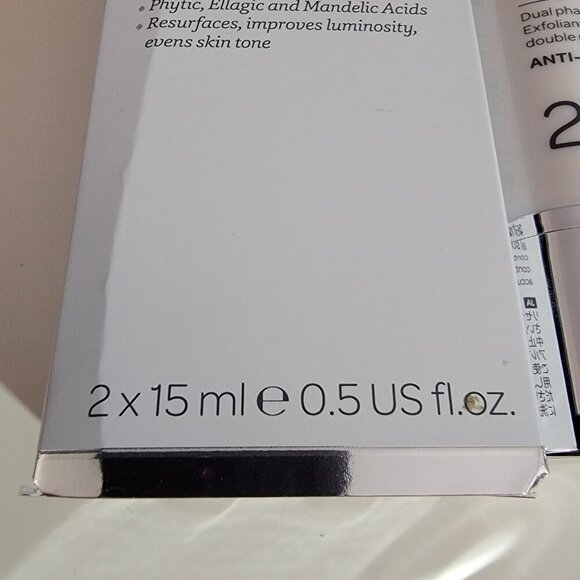 • Phytic, Ellagic and Mandelic Acids
• Resurfaces, improves luminosity,
evens skin tone
2 x 15 ml ℮ 0.5 US fl.oz.
Dual pha
Exfolian
double
ANTI-
2